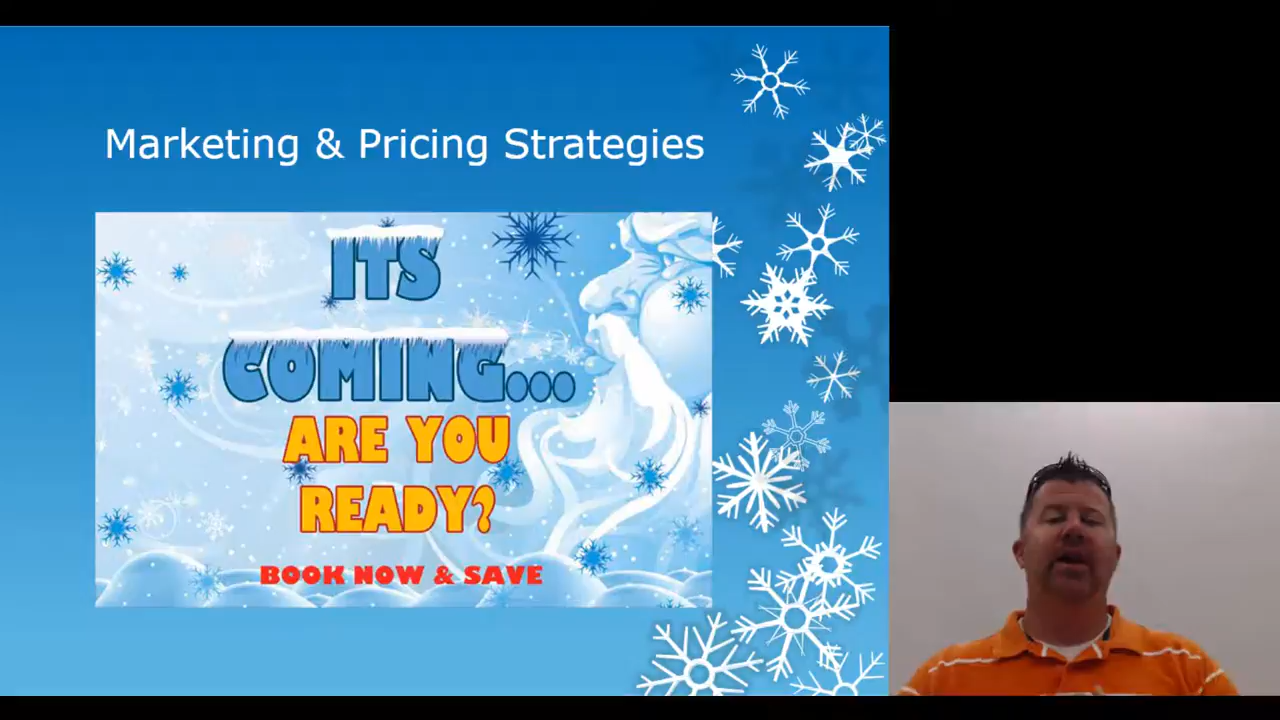 Marketing & Pricing Strategies
ITS
COMING...
ARE YOU
READY?
BOOK NOW & SAVE